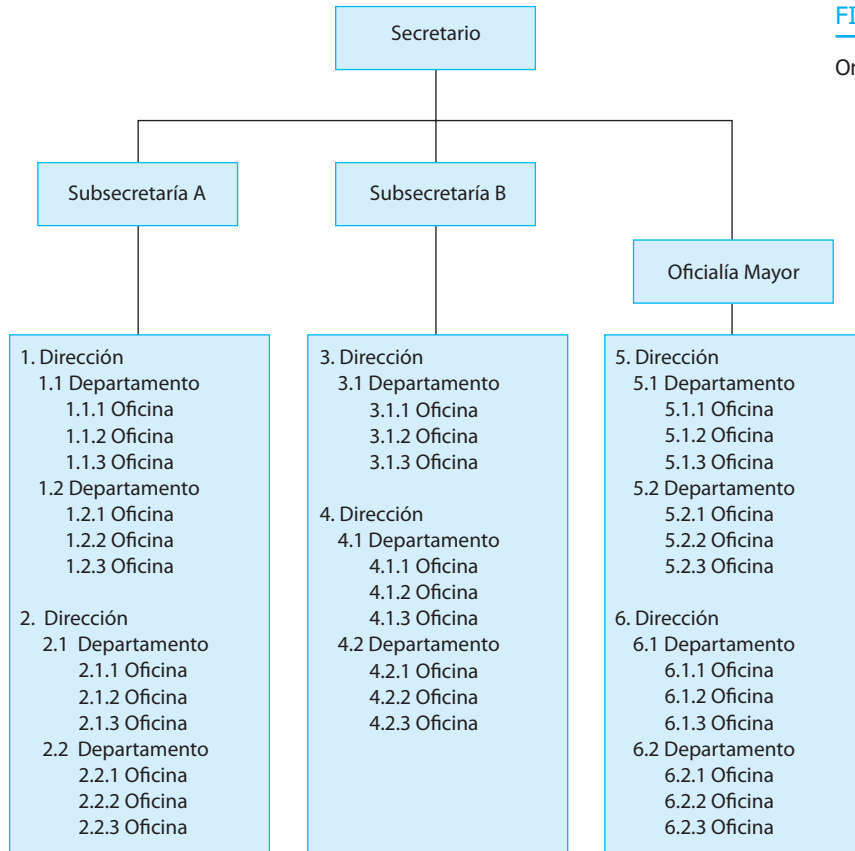 FI
Or
Secretario
Subsecretaría A
Subsecretaría B
Oficialía Mayor
1. Dirección
1.1 Departamento
1.1.1 Oficina
1.1.2 Oficina
1.1.3 Oficina
1.2 Departamento
1.2.1 Oficina
1.2.2 Oficina
1.2.3 Oficina
2. Dirección
2.1 Departamento
2.1.1 Oficina
2.1.2 Oficina
2.1.3 Oficina
2.2 Departamento
2.2.1 Oficina
2.2.2 Oficina
2.2.3 Oficina
3. Dirección
3.1 Departamento
3.1.1 Oficina
3.1.2 Oficina
3.1.3 Oficina
4. Dirección
4.1 Departamento
4.1.1 Oficina
4.1.2 Oficina
4.1.3 Oficina
4.2 Departamento
4.2.1 Oficina
4.2.2 Oficina
4.2.3 Oficina
5. Dirección
5.1 Departamento
5.1.1 Oficina
5.1.2 Oficina
5.1.3 Oficina
5.2 Departamento
5.2.1 Oficina
5.2.2 Oficina
5.2.3 Oficina
6. Dirección
6.1 Departamento
6.1.1 Oficina
6.1.2 Oficina
6.1.3 Oficina
6.2 Departamento
6.2.1 Oficina
6.2.2 Oficina
6.2.3 Oficina